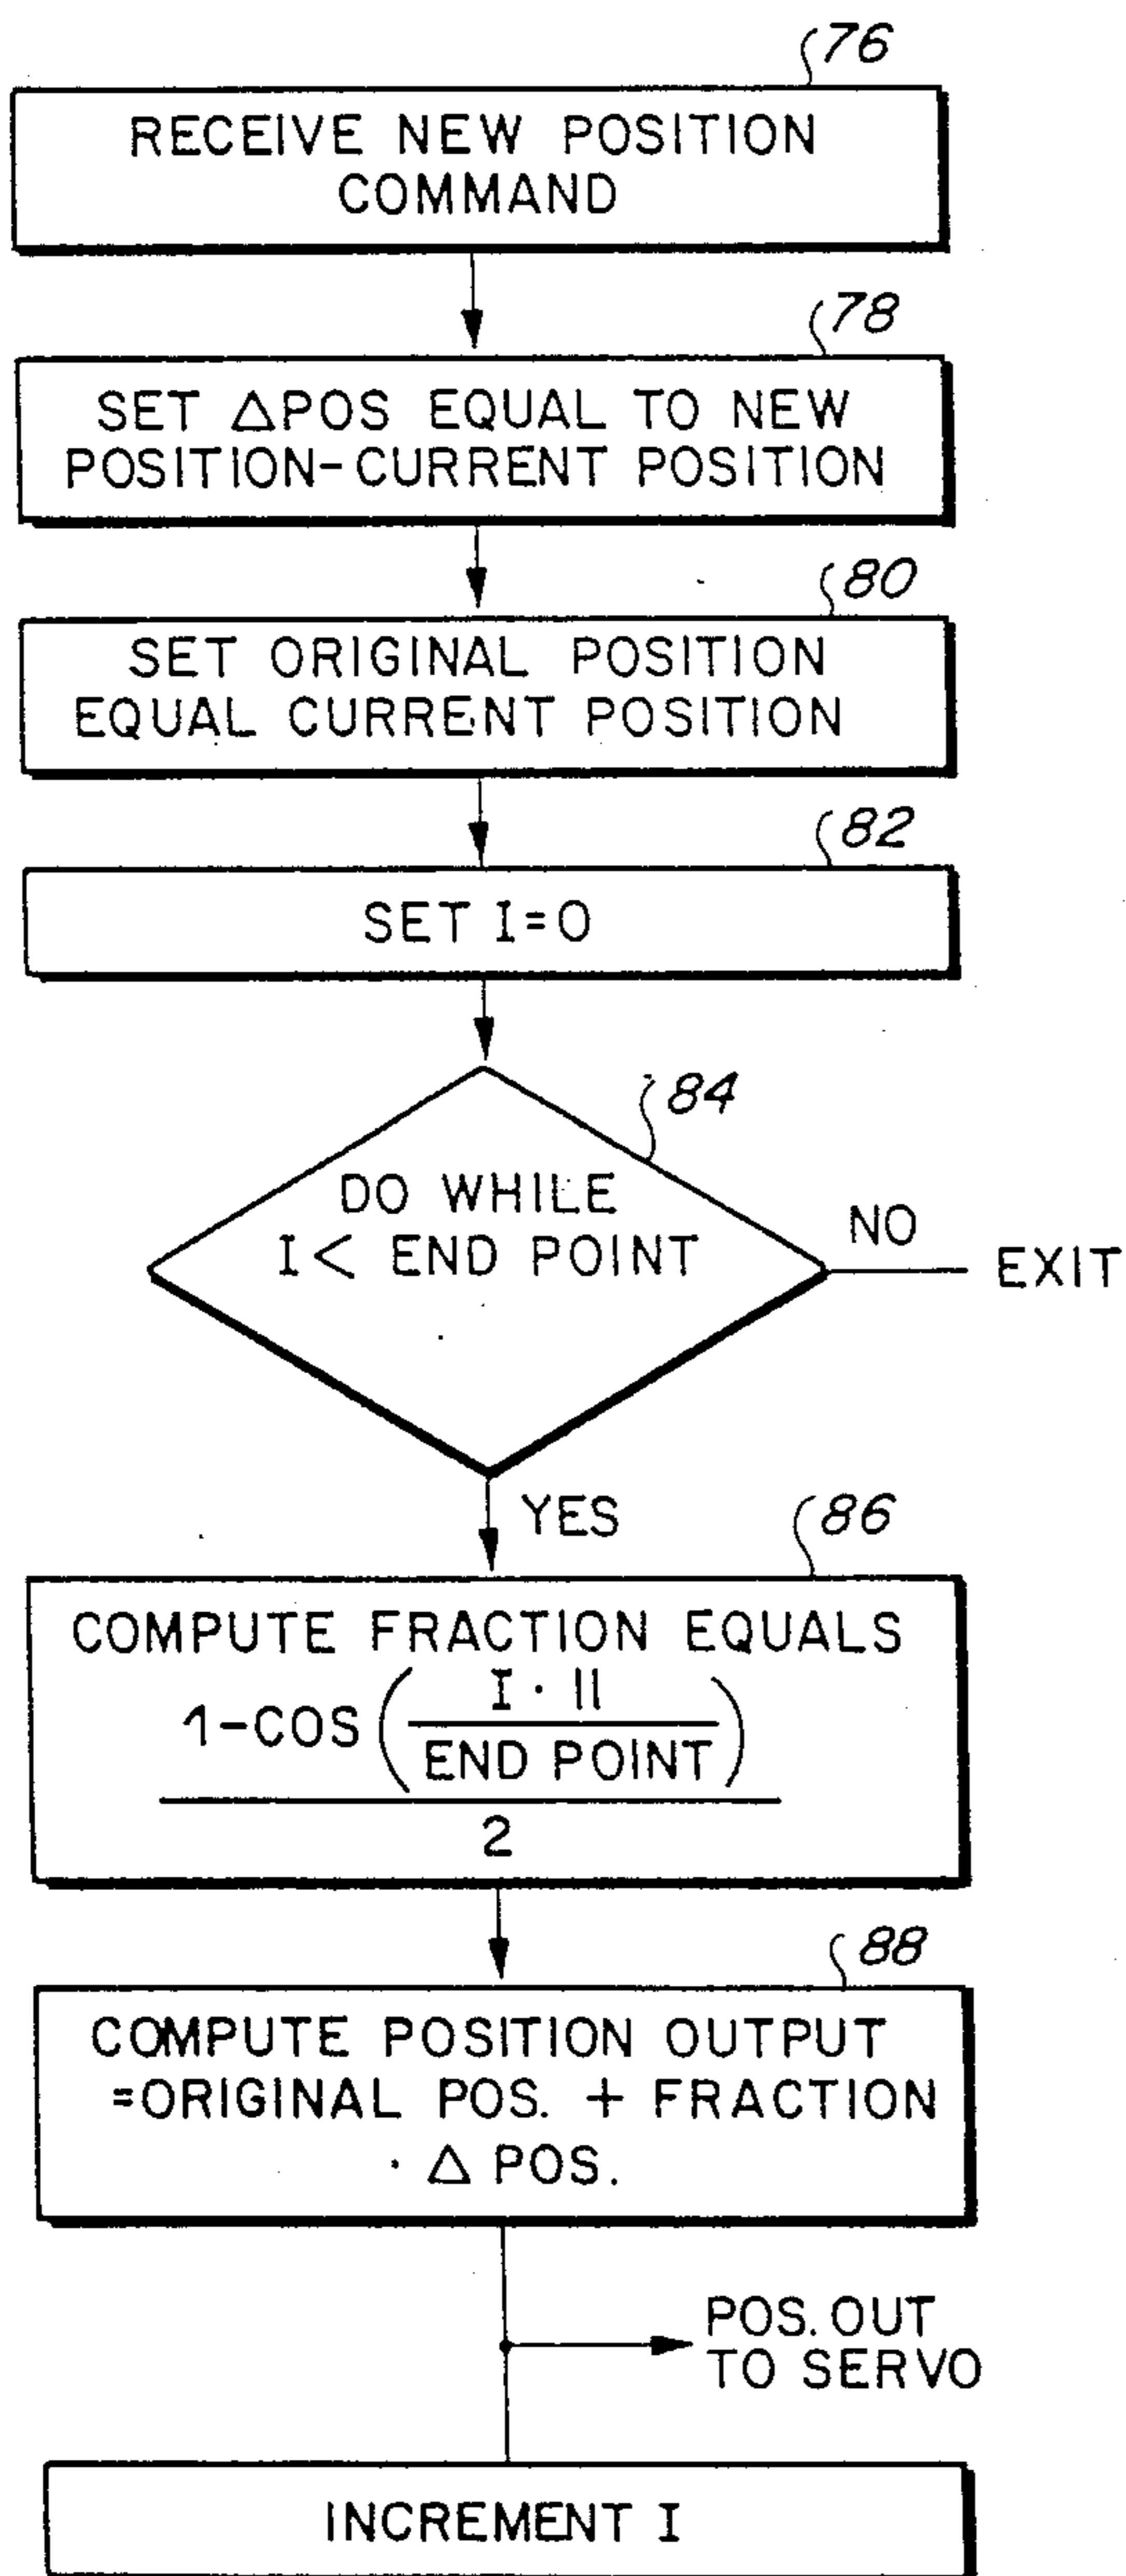 76
RECEIVE NEW POSITION
COMMAND
78
SET △POS EQUAL TO NEW
POSITION-CURRENT POSITION
80
SET ORIGINAL POSITION
EQUAL CURRENT POSITION
82
SET I=0
84
DO WHILE
I < END POINT
NO
EXIT
YES
86
COMPUTE FRACTION EQUALS
I · II
1-COS ( END POINT )
2
88
COMPUTE POSITION OUTPUT
=ORIGINAL POS. + FRACTION
· △ POS.
POS. OUT
TO SERVO
INCREMENT I